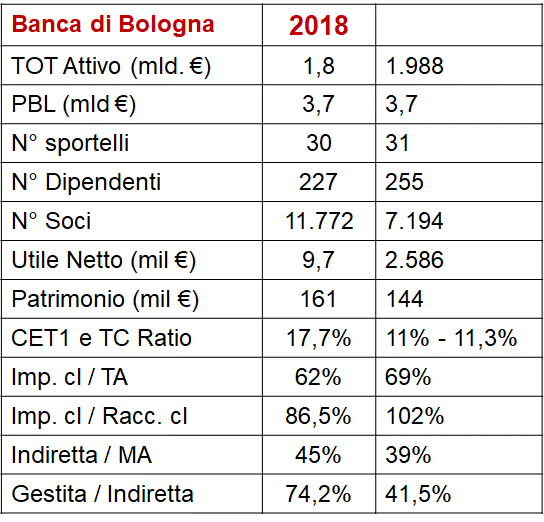 Banca di Bologna 2018
TOT Attivo (mld. €) 1,8 1.988
PBL (mld €) 3,7 3,7
N° sportelli 30 31
N° Dipendenti 227 255
N° Soci 11.772 7.194
Utile Netto (mil €) 9,7 2.586
Patrimonio (mil €) 161 144
CET1 e TC Ratio 17,7% 11% - 11,3%
Imp. cl / TA 62% 69%
Imp. cl / Racc. cl 86,5% 102%
Indiretta / MA 45% 39%
Gestita / Indiretta 74,2% 41,5%